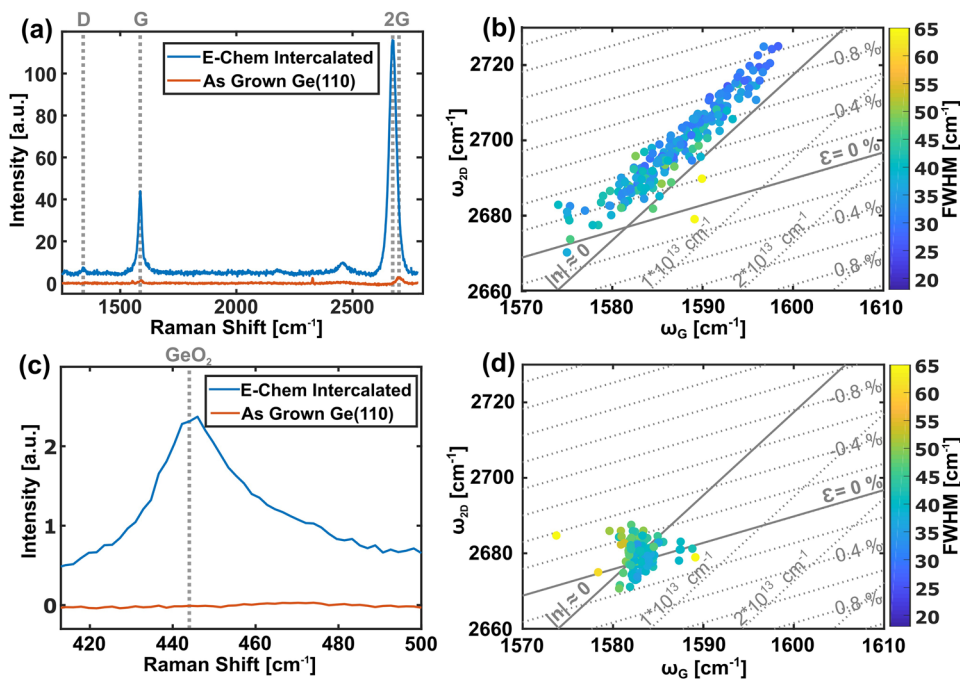 (a)
D
G
2G
E-Chem Intercalated
As Grown Ge(110)
100
80
60
40
20
0
Intensity [a.u.]
1500
2000
2500
Raman Shift [cm⁻¹]
(b)
2720
2700
2680
2660
ω2D [cm⁻¹]
-0.8 %
-0.4 %
ε= 0 %
0.4 %
0.8 %
|n| ≈ 0
1*10¹³ cm⁻¹
2*10¹³ cm⁻¹
1570
1580
1590
1600
1610
ωG [cm⁻¹]
65
60
55
50
45
40
35
30
25
20
FWHM [cm⁻¹]
(c)
GeO₂
E-Chem Intercalated
As Grown Ge(110)
2
1
0
Intensity [a.u.]
420
440
460
480
500
Raman Shift [cm⁻¹]
(d)
2720
2700
2680
2660
ω2D [cm⁻¹]
-0.8 %
-0.4 %
ε= 0 %
0.4 %
0.8 %
|n| ≈ 0
1*10¹³ cm⁻¹
2*10¹³ cm⁻¹
1570
1580
1590
1600
1610
ωG [cm⁻¹]
65
60
55
50
45
40
35
30
25
20
FWHM [cm⁻¹]